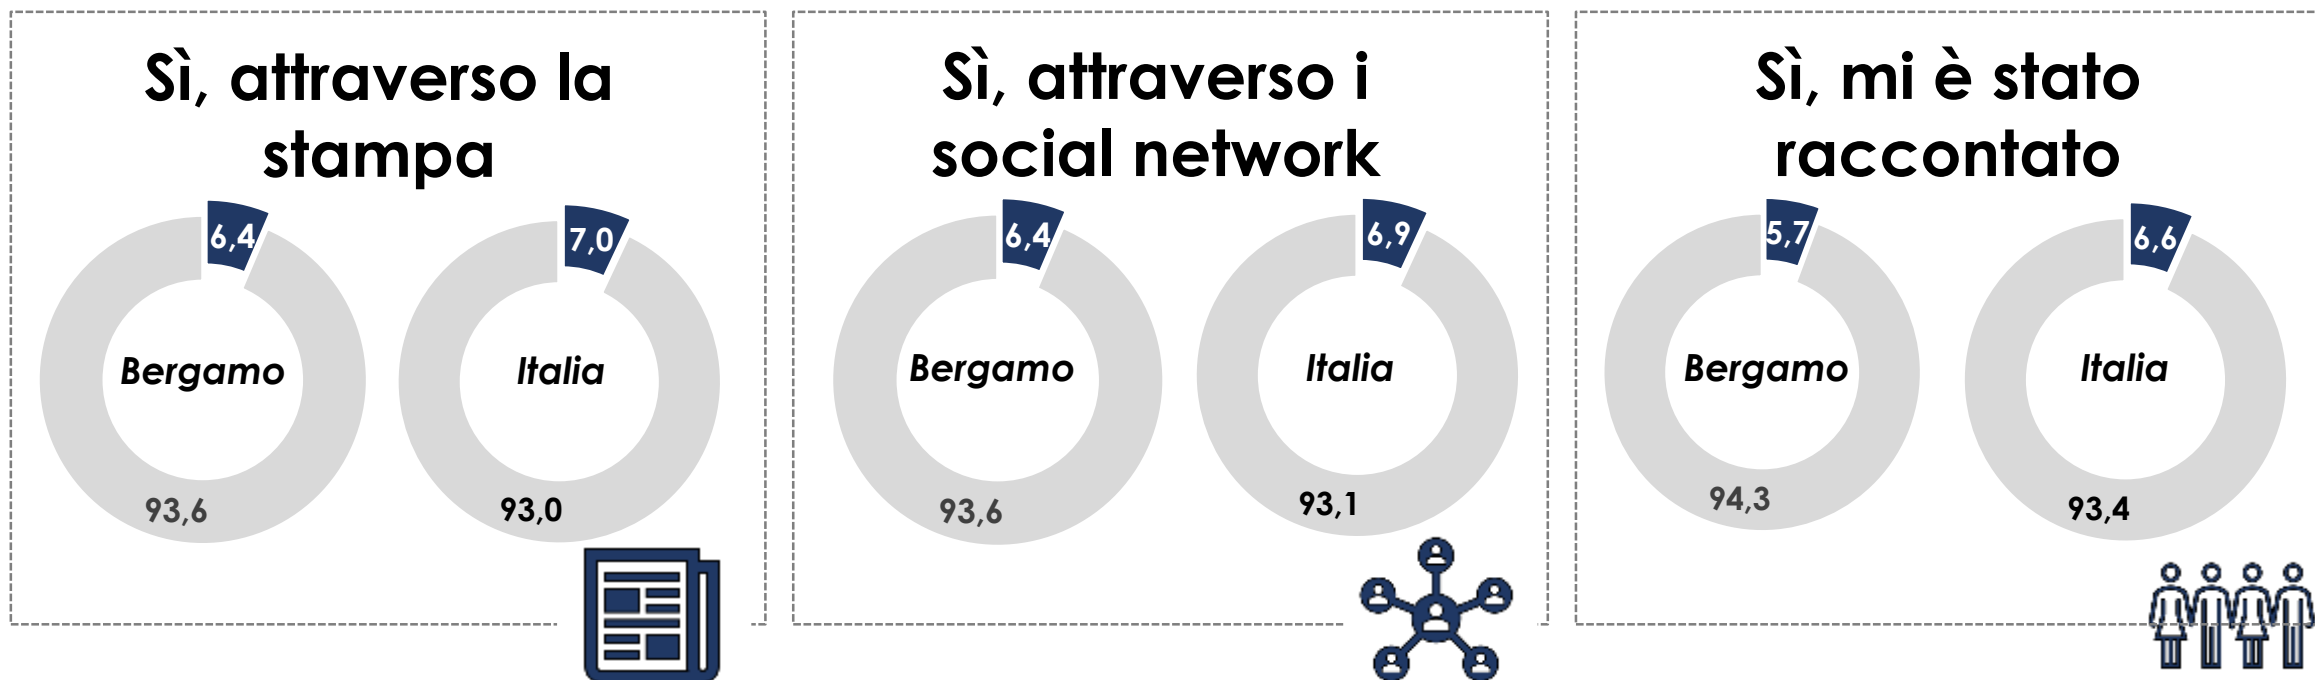 Sì, attraverso la
stampa
6,4
7,0
Bergamo
Italia
93,6
93,0
Sì, attraverso i
social network
6,4
6,9
Bergamo
Italia
93,6
93,1
Sì, mi è stato
raccontato
5,7
6,6
Bergamo
Italia
94,3
93,4